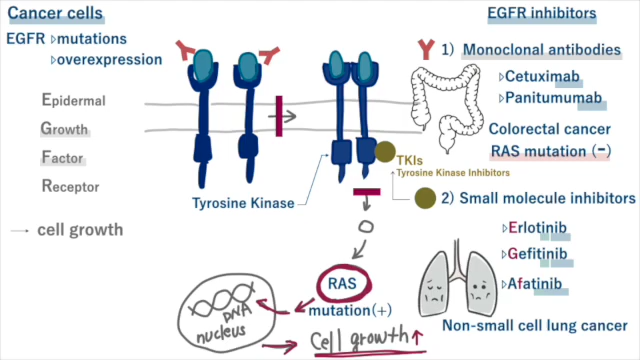 Cancer cells
EGFR ▷mutations
▷overexpression
Epidermal
Growth
Factor
Receptor
→ cell growth
Tyrosine Kinase
TKIs
Tyrosine Kinase Inhibitors
RAS
mutation(+)
DNA
nucleus
Cell growth↑
EGFR inhibitors
1) Monoclonal antibodies
▷Cetuximab
▷Panitumumab
Colorectal cancer
RAS mutation (-)
2) Small molecule inhibitors
▷Erlotinib
▷Gefitinib
▷Afatinib
Non-small cell lung cancer